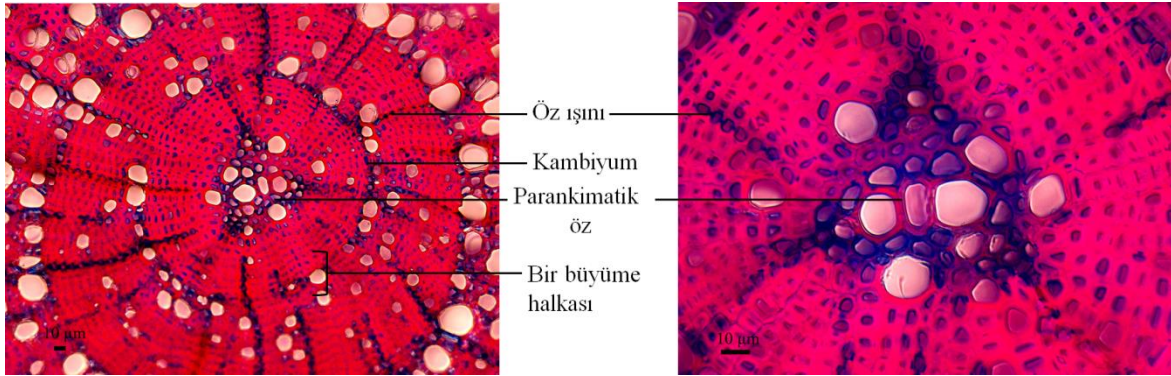 Öz ışını
Kambiyum
Parankimatik
öz
Bir büyüme
halkası
10 µm
10 µm